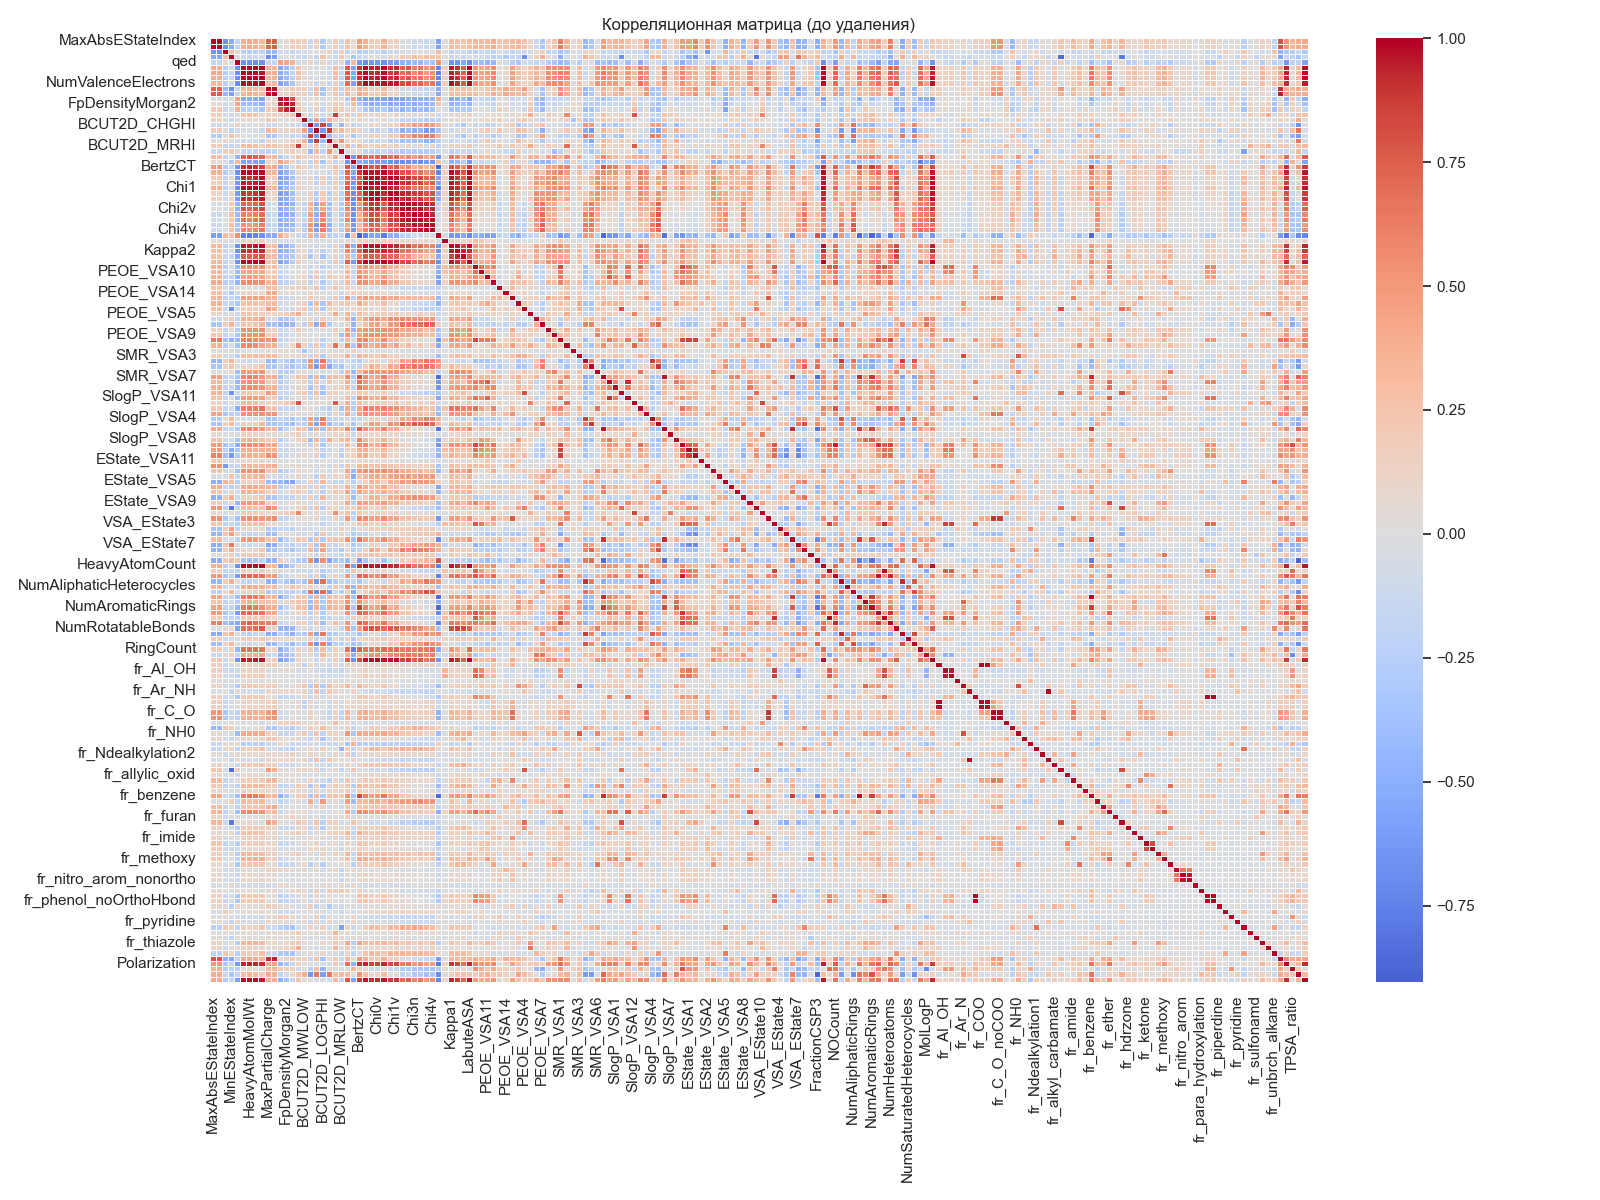 Корреляционная матрица (до удаления)
MaxAbsEStateIndex
qed
NumValenceElectrons
FpDensityMorgan2
BCUT2D_CHGHI
BCUT2D_MRHI
BertzCT
Chi1
Chi2v
Chi4v
Kappa2
PEOE_VSA10
PEOE_VSA14
PEOE_VSA5
PEOE_VSA9
SMR_VSA3
SMR_VSA7
SlogP_VSA11
SlogP_VSA4
SlogP_VSA8
EState_VSA11
EState_VSA5
EState_VSA9
VSA_EState3
VSA_EState7
HeavyAtomCount
NumAliphaticHeterocycles
NumAromaticRings
NumRotatableBonds
RingCount
fr_Al_OH
fr_Ar_NH
fr_C_O
fr_NH0
fr_Ndealkylation2
fr_allylic_oxid
fr_benzene
fr_furan
fr_imide
fr_methoxy
fr_nitro_arom_nonortho
fr_phenol_noOrthoHbond
fr_pyridine
fr_thiazole
Polarization
MaxAbsEStateIndex
MinEStateIndex
HeavyAtomMolWt
MaxPartialCharge
FpDensityMorgan2
BCUT2D_MWLOW
BCUT2D_LOGPHI
BCUT2D_MRLOW
BertzCT
Chi0v
Chi1v
Chi3n
Chi4v
Kappa1
LabuteASA
PEOE_VSA11
PEOE_VSA14
PEOE_VSA4
PEOE_VSA7
SMR_VSA1
SMR_VSA3
SMR_VSA6
SlogP_VSA1
SlogP_VSA12
SlogP_VSA4
SlogP_VSA7
EState_VSA1
EState_VSA2
EState_VSA5
EState_VSA8
VSA_EState10
VSA_EState4
VSA_EState7
FractionCSP3
NOCount
NumAliphaticRings
NumAromaticRings
NumHeteroatoms
NumSaturatedHeterocycles
MolLogP
fr_Al_OH
fr_Ar_N
fr_COO
fr_C_O_noCOO
fr_NH0
fr_Ndealkylation1
fr_alkyl_carbamate
fr_amide
fr_benzene
fr_ether
fr_hdrzone
fr_ketone
fr_methoxy
fr_nitro_arom
fr_para_hydroxylation
fr_piperdine
fr_pyridine
fr_sulfonamd
fr_unbrch_alkane
TPSA_ratio
1.00
0.75
0.50
0.25
0.00
−0.25
−0.50
−0.75